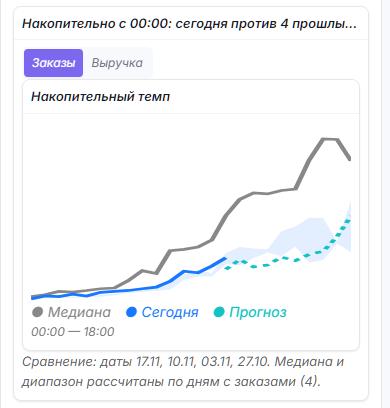 Накопительно с 00:00: сегодня против 4 прошлы...
Заказы Выручка
Накопительный темп
Медиана Сегодня Прогноз
00:00 — 18:00
Сравнение: даты 17.11, 10.11, 03.11, 27.10. Медиана и
диапазон рассчитаны по дням с заказами (4).